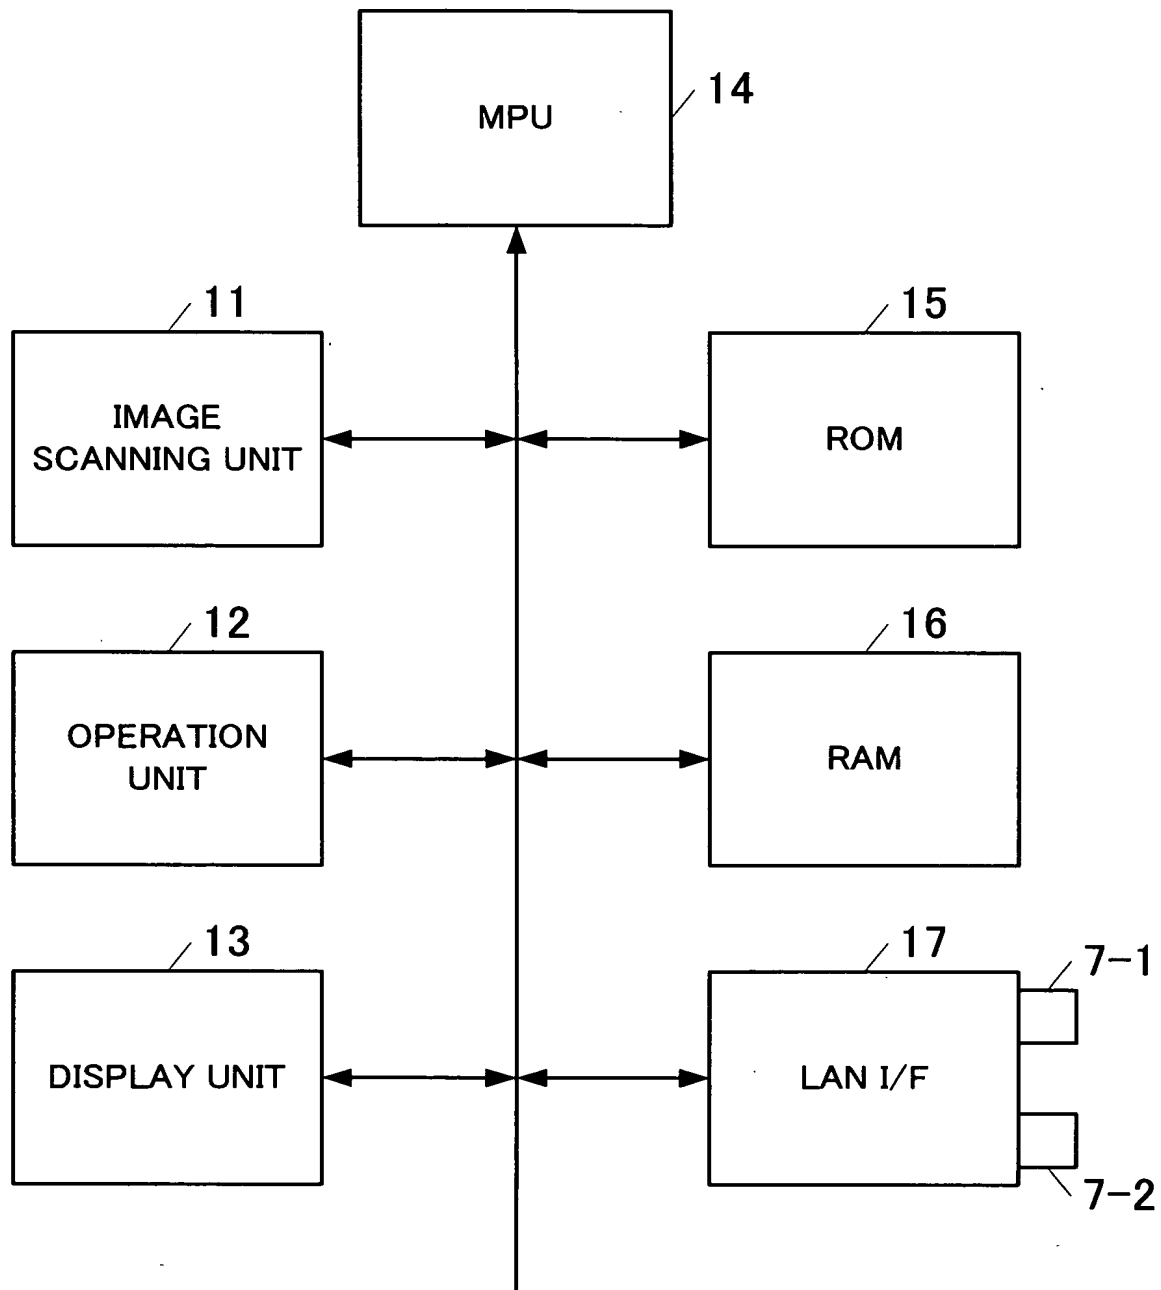 14
MPU
11
IMAGE
SCANNING UNIT
15
ROM
12
OPERATION
UNIT
16
RAM
13
DISPLAY UNIT
17
LAN I/F
7-1
7-2